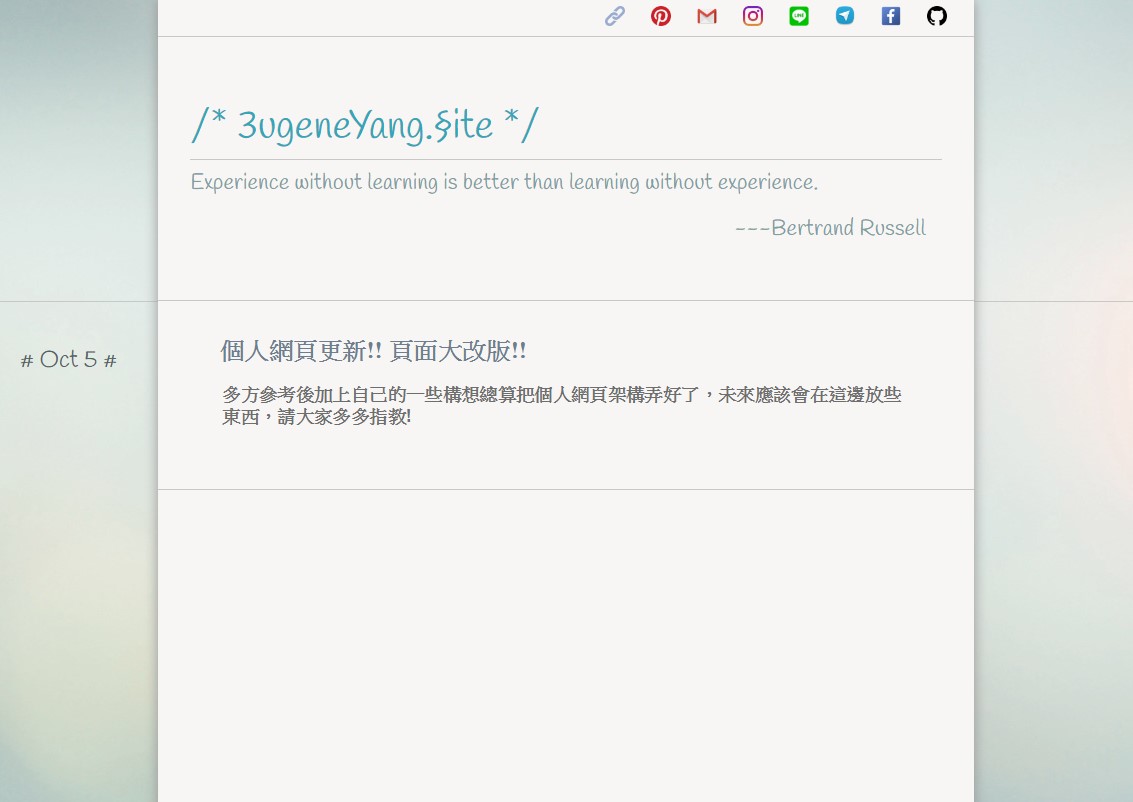 /* 3ugeneYang.§ite */
Experience without learning is better than learning without experience.
---Bertrand Russell
# Oct 5 #
個人網頁更新!! 頁面大改版!!
多方參考後加上自己的一些構想總算把個人網頁架構弄好了，未來應該會在這邊放些
東西，請大家多多指教!